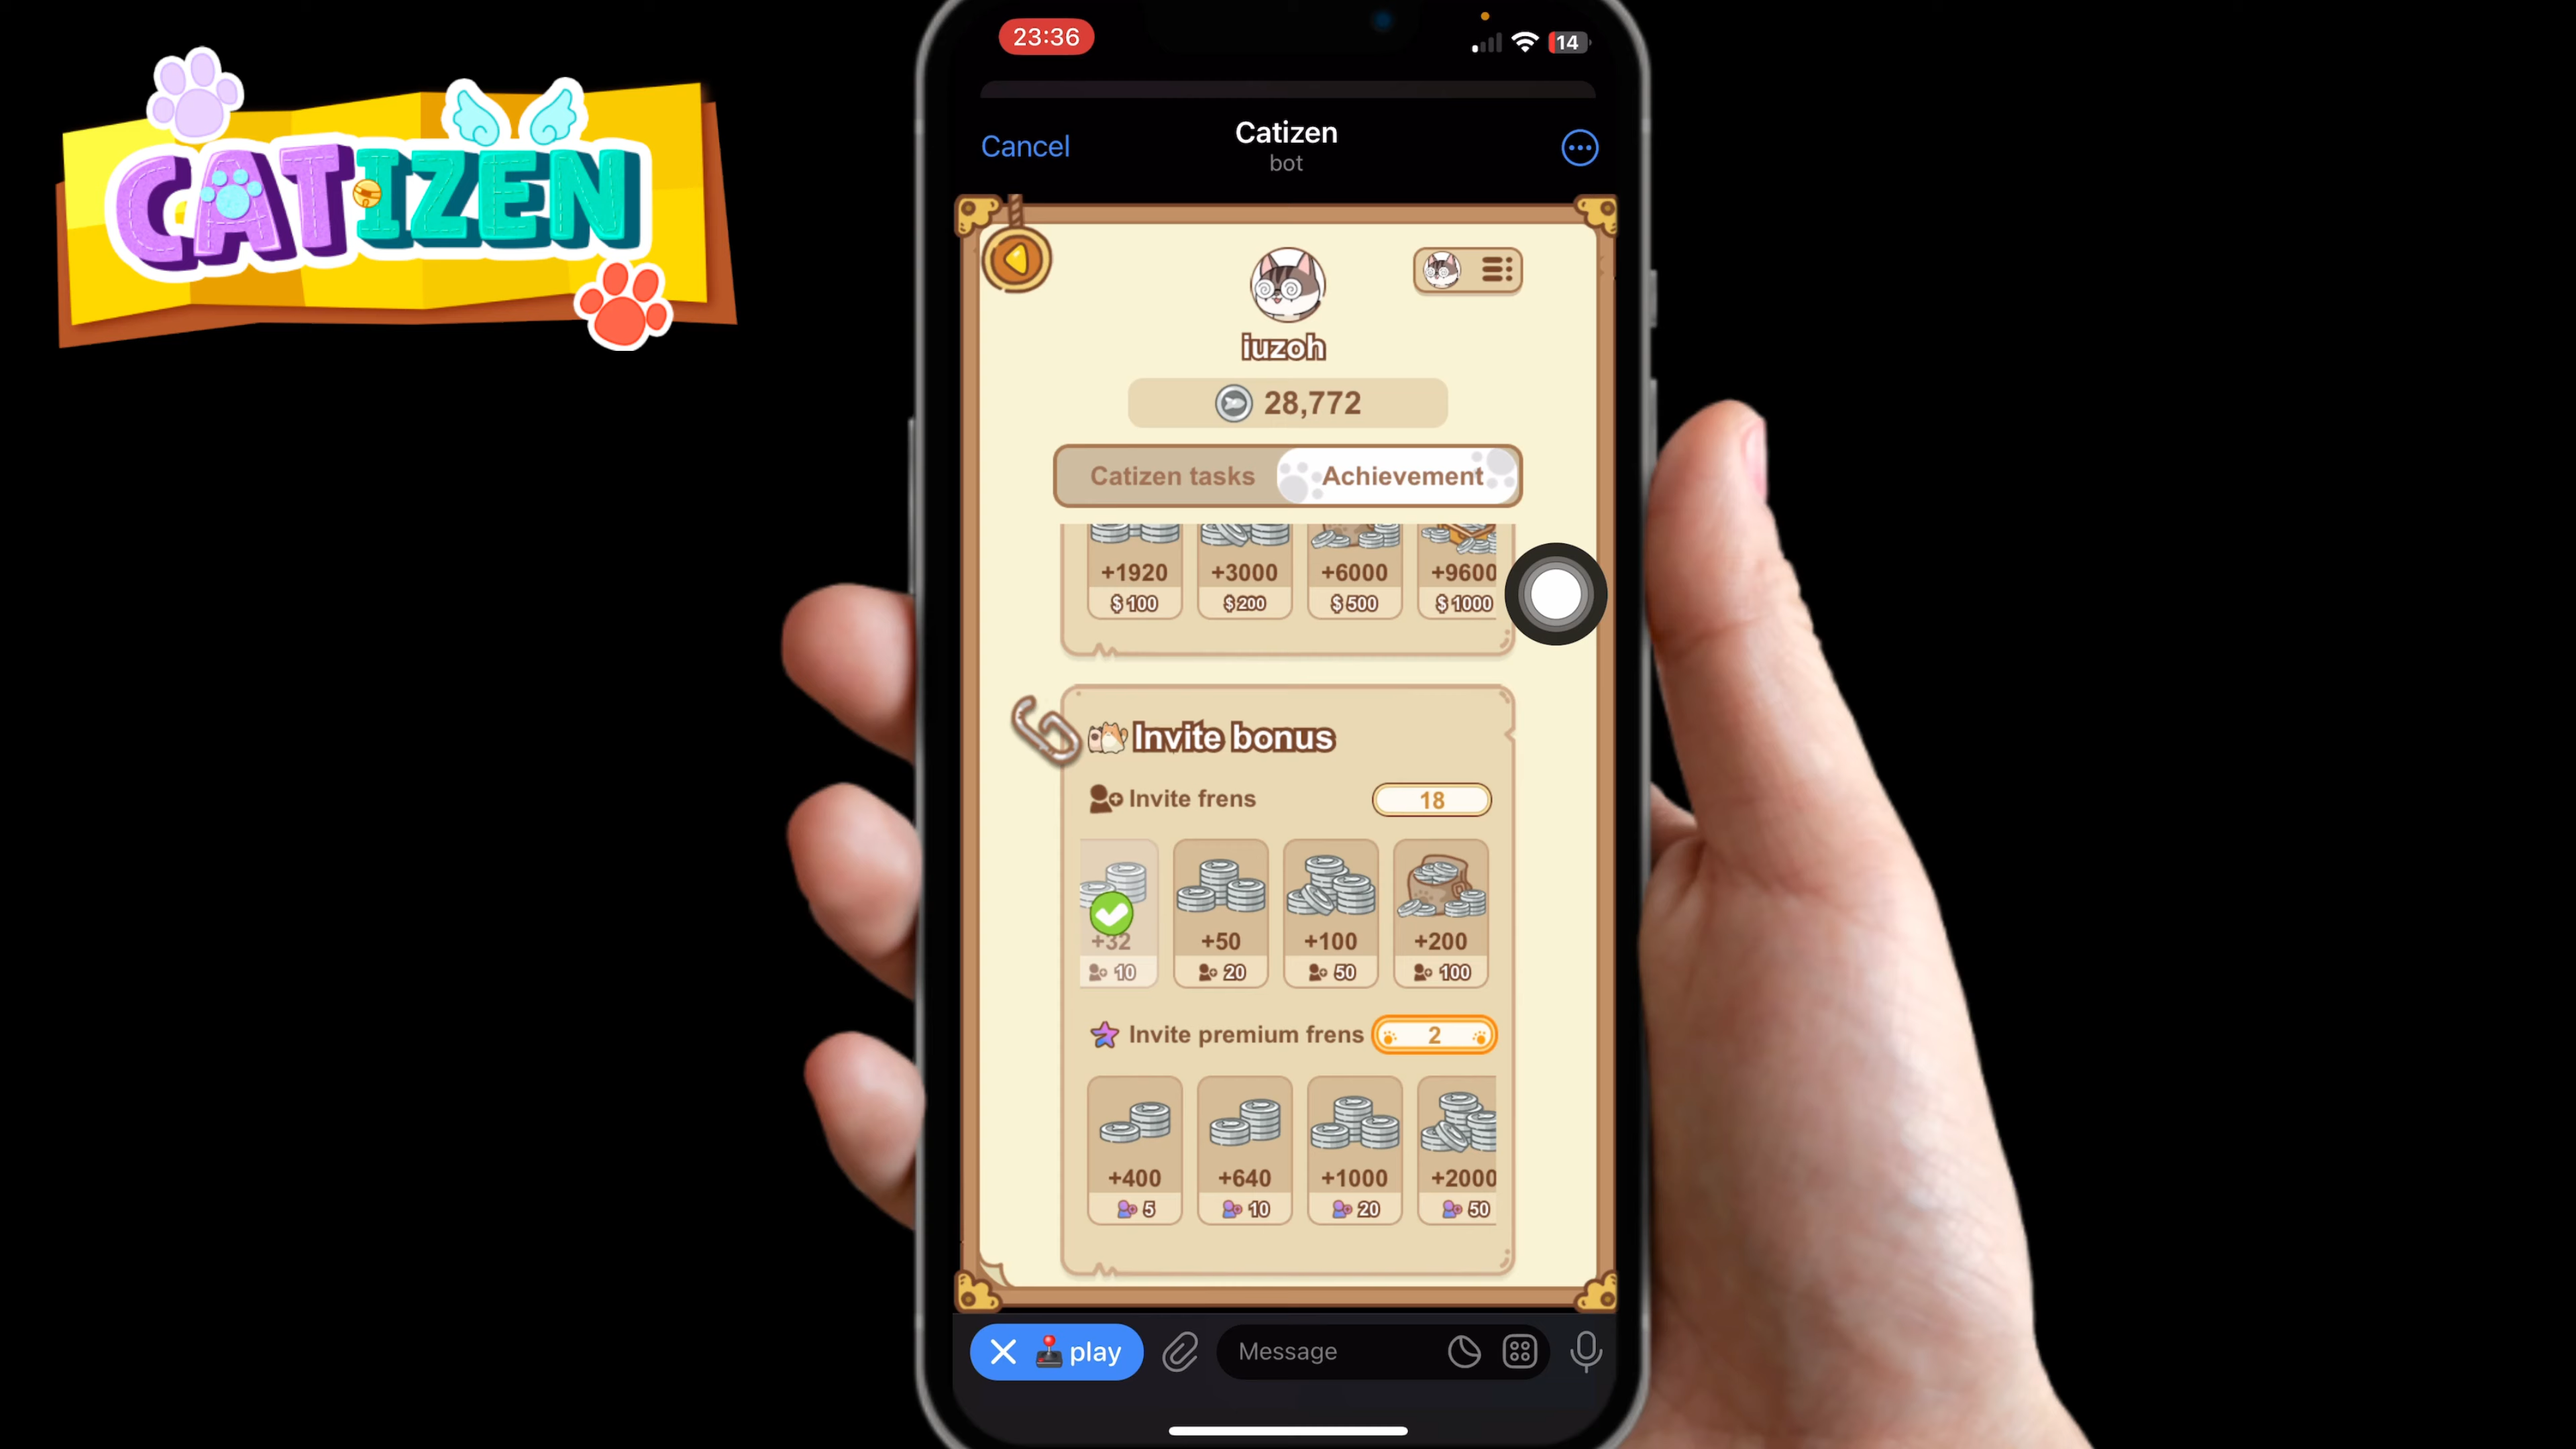 CATIZEN
23:36
14
Cancel
Catizen
bot
iuzoh
28,772
Catizen tasks
Achievement
+1920 +3000 +6000 +9600
$ 100 $ 200 $ 500 $ 1000
Invite bonus
Invite frens 18
+32 +50 +100 +200
10 20 50 100
Invite premium frens 2
+400 +640 +1000 +2000
5 10 20 50
play
Message